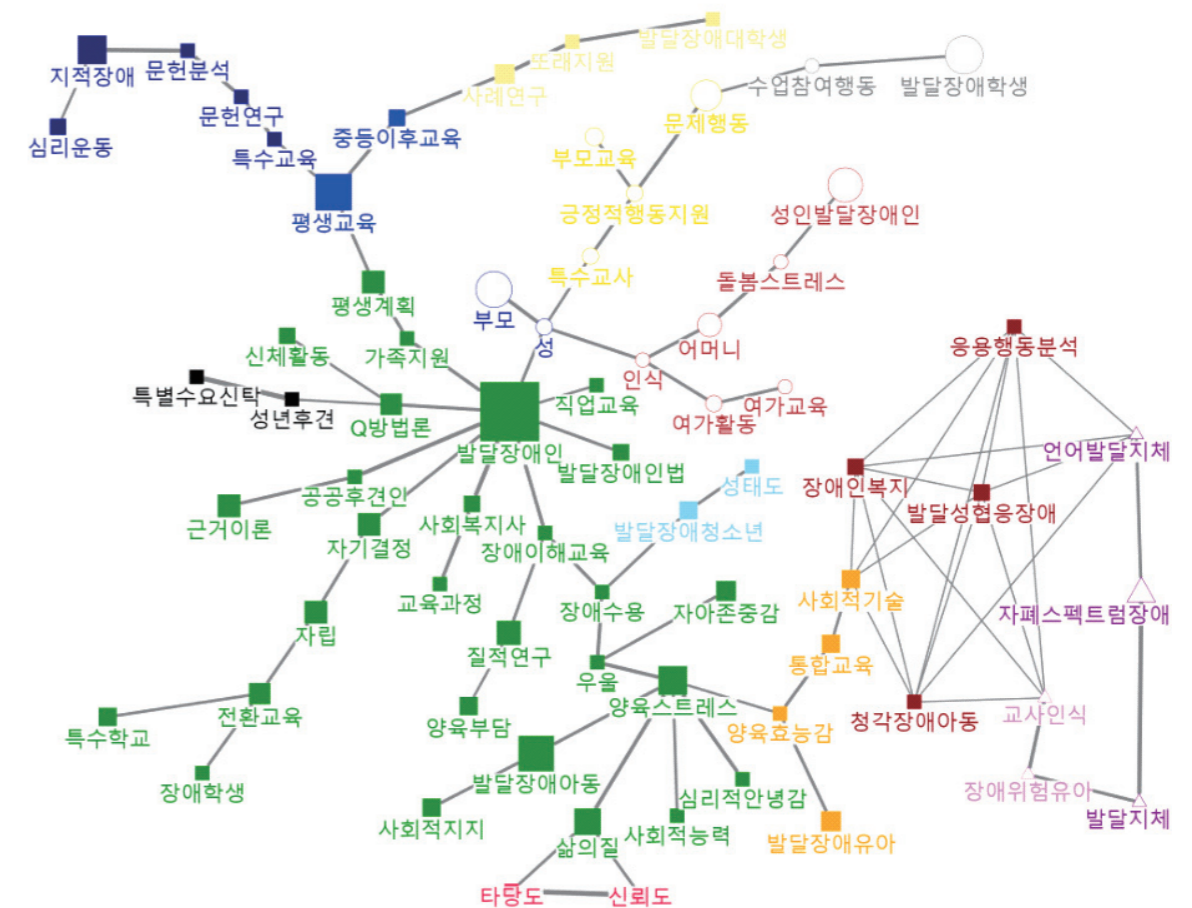 발달장애대학생
또래지원
지적장애
문헌분석
수업참여행동
발달장애학생
사례연구
문헌연구
문제행동
중등이후교육
심리운동
특수교육
부모교육
평생교육
긍정적행동지원
성인발달장애인
특수교사
돌봄스트레스
평생계획
부모
성
어머니
응용행동분석
신체활동
가족지원
인식
특별수요신탁
성년후견
직업교육
여가활동
여가교육
Q방법론
발달장애인
발달장애인법
언어발달지체
공공후견인
성태도
장애인복지
근거이론
사회복지사
발달장애청소년
발달성협응장애
자기결정
장애이해교육
교육과정
장애수용
자아존중감
사회적기술
자폐스펙트럼장애
자립
질적연구
우울
통합교육
전환교육
양육스트레스
특수학교
양육부담
양육효능감
청각장애아동
교사인식
장애학생
발달장애아동
심리적안녕감
장애위험유아
사회적지지
삶의질
사회적능력
발달장애유아
발달지체
타당도
신뢰도